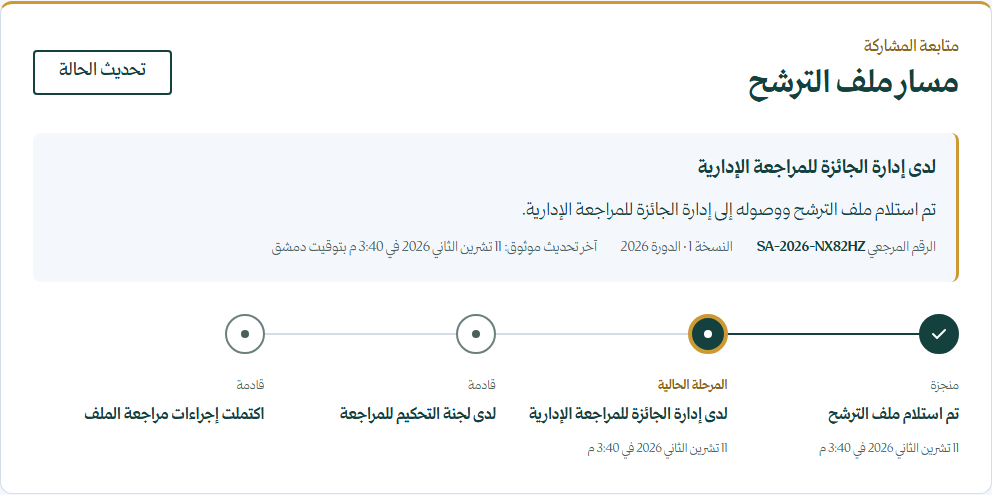 متابعة المشاركة
مسار ملف الترشح
تحديث الحالة
لدى إدارة الجائزة للمراجعة الإدارية
تم استلام ملف الترشح ووصوله إلى إدارة الجائزة للمراجعة الإدارية.
الرقم المرجعي SA-2026-NX82HZ النسخة 1 · الدورة 2026 آخر تحديث موثوق: 11 تشرين الثاني 2026 في 3:40 م بتوقيت دمشق
منجزة
تم استلام ملف الترشح
11 تشرين الثاني 2026 في 3:40 م
المرحلة الحالية
لدى إدارة الجائزة للمراجعة الإدارية
11 تشرين الثاني 2026 في 3:40 م
قادمة
لدى لجنة التحكيم للمراجعة
قادمة
اكتملت إجراءات مراجعة الملف